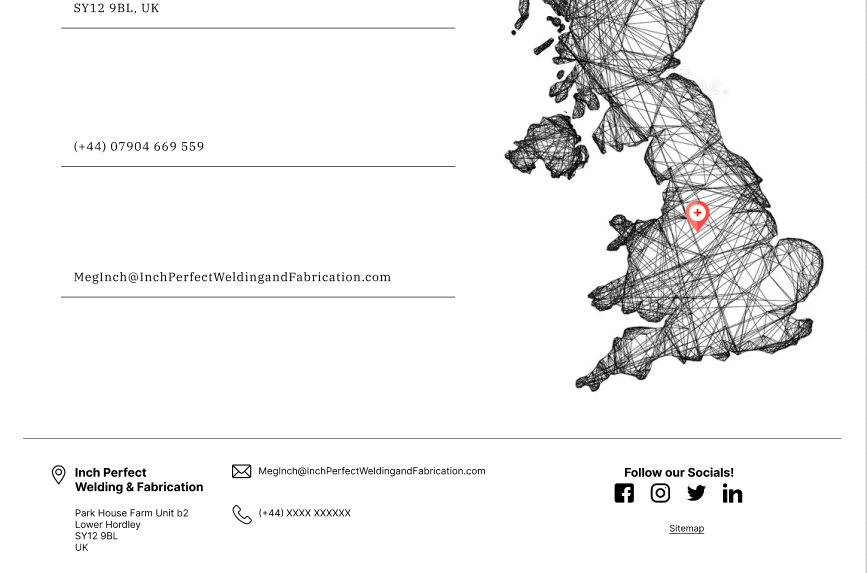 SY12 9BL, UK
(+44) 07904 669 559
MegInch@InchPerfectWeldingandFabrication.com
Inch Perfect
Welding & Fabrication
Park House Farm Unit b2
Lower Hordley
SY12 9BL
UK
MegInch@InchPerfectWeldingandFabrication.com
(+44) XXXX XXXXXX
Follow our Socials!
Sitemap